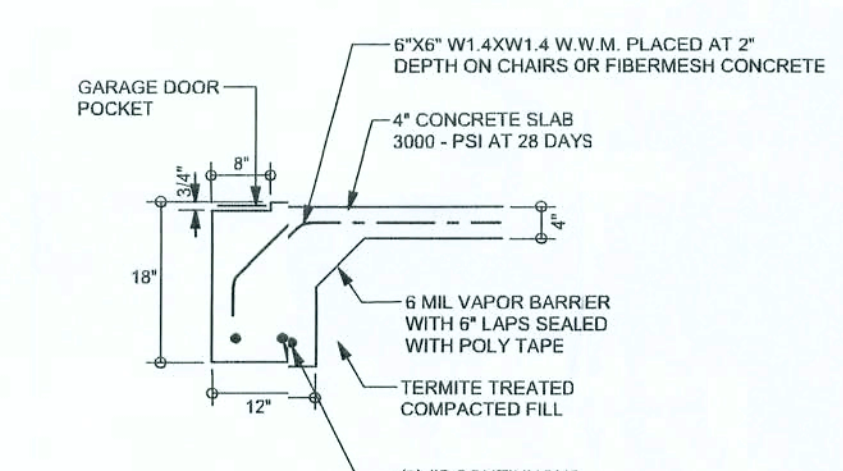 6"X6" W1.4XW1.4 W.W.M. PLACED AT 2"
DEPTH ON CHAIRS OR FIBERMESH CONCRETE
GARAGE DOOR
POCKET
4" CONCRETE SLAB
3000 - PSI AT 28 DAYS
8"
3/4"
4"
18"
6 MIL VAPOR BARRIER
WITH 6" LAPS SEALED
WITH POLY TAPE
TERMITE TREATED
COMPACTED FILL
12"